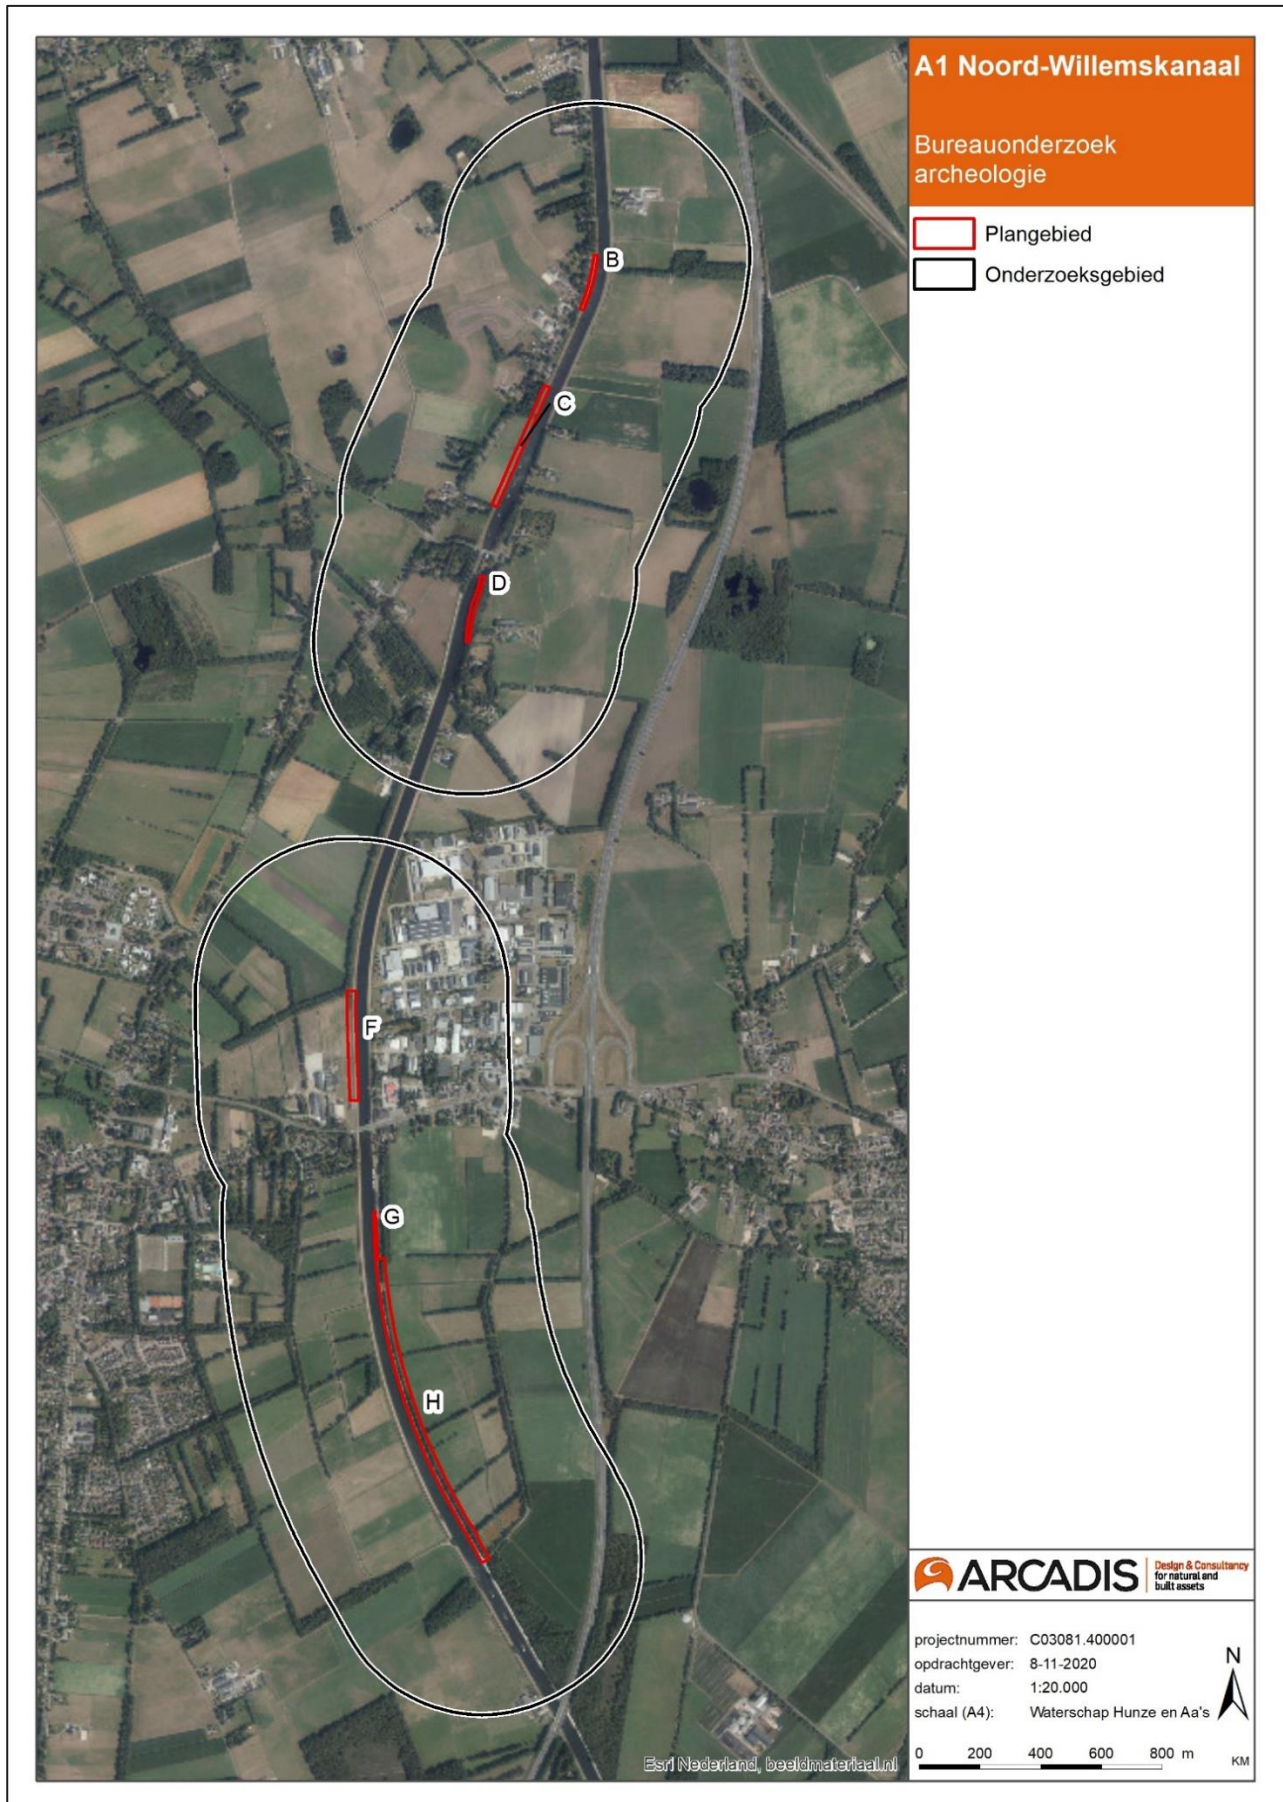 A1 Noord-Willemskanaal
Bureauonderzoek
archeologie
Plangebied
Onderzoeksgebied
B
C
D
F
G
H
Esri Nederland, beeldmateriaal.nl
ARCADIS
Design & Consultancy
for natural and
built assets
projectnummer: C03081.400001
opdrachtgever: 8-11-2020
datum: 1:20.000
schaal (A4): Waterschap Hunze en Aa's
N
0 200 400 600 800 m
KM